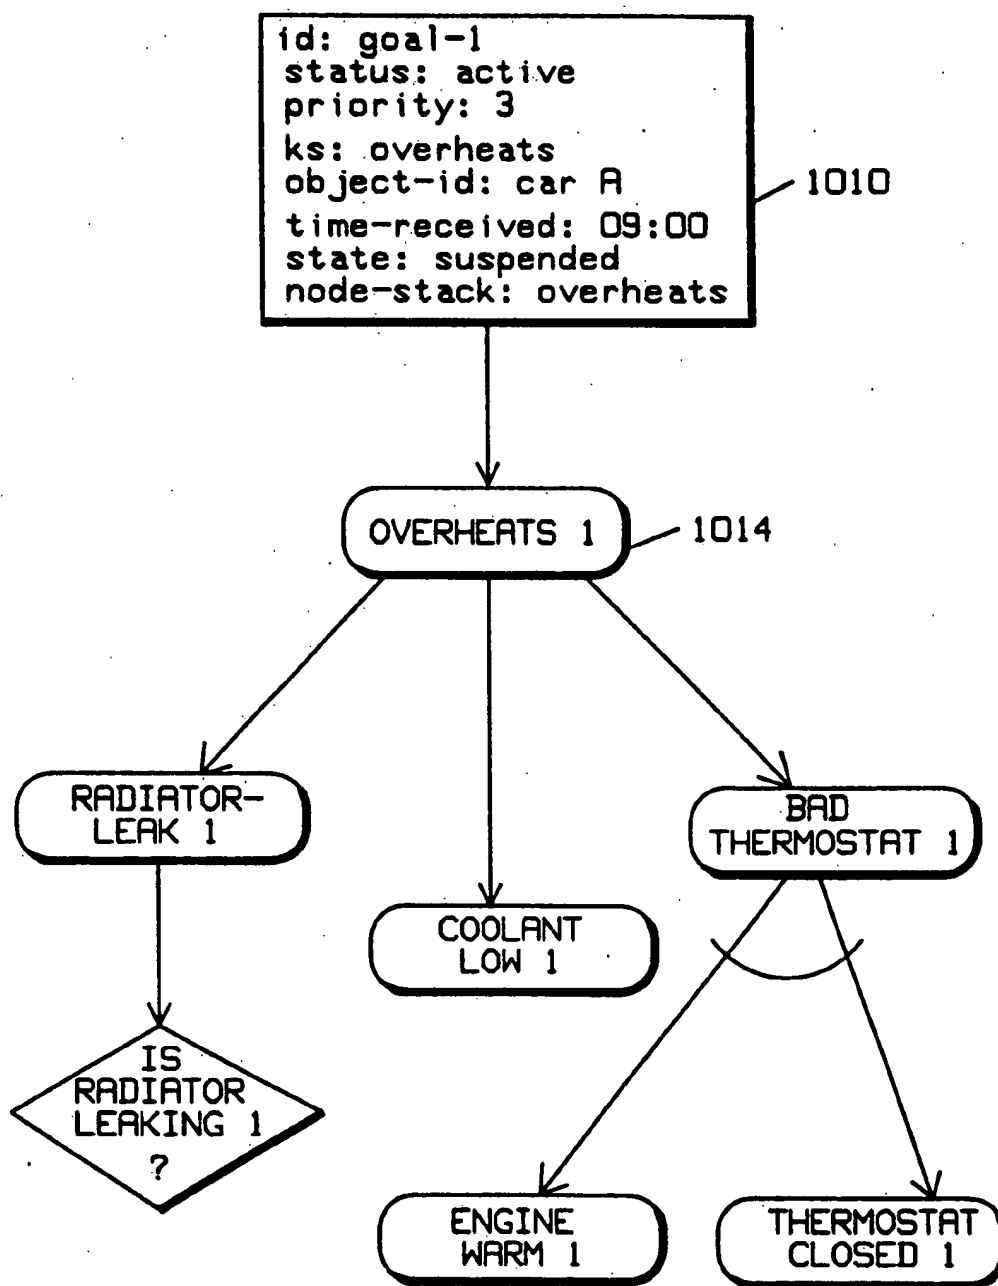 id: goal-1
status: active
priority: 3
ks: overheats
object-id: car A
time-received: 09:00
state: suspended
node-stack: overheats
1010
OVERHEATS 1
1014
RADIATOR-
LEAK 1
BAD
THERMOSTAT 1
COOLANT
LOW 1
IS
RADIATOR
LEAKING 1
?
ENGINE
WARM 1
THERMOSTAT
CLOSED 1